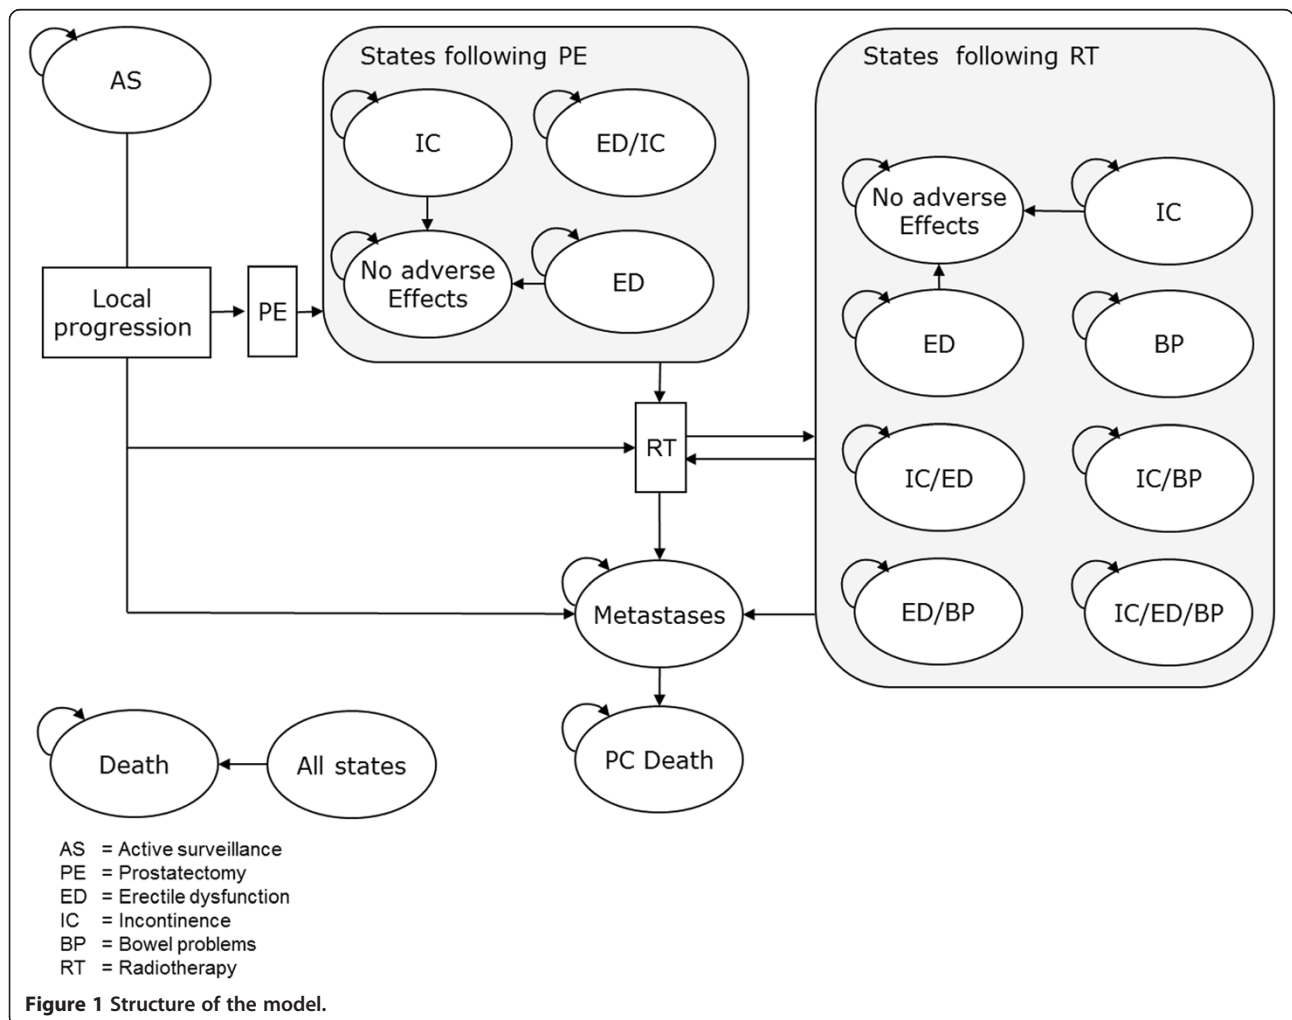 AS
States following PE
IC
ED/IC
No adverse
Effects
ED
States following RT
No adverse
Effects
IC
ED
BP
IC/ED
IC/BP
ED/BP
IC/ED/BP
Local
progression
PE
RT
Metastases
PC Death
Death
All states
AS = Active surveillance
PE = Prostatectomy
ED = Erectile dysfunction
IC = Incontinence
BP = Bowel problems
RT = Radiotherapy
Figure 1 Structure of the model.